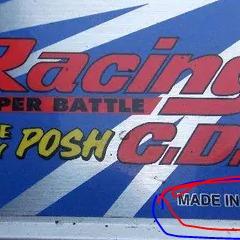 Racing
PER BATTLE
E POSH C.D.
MADE IN